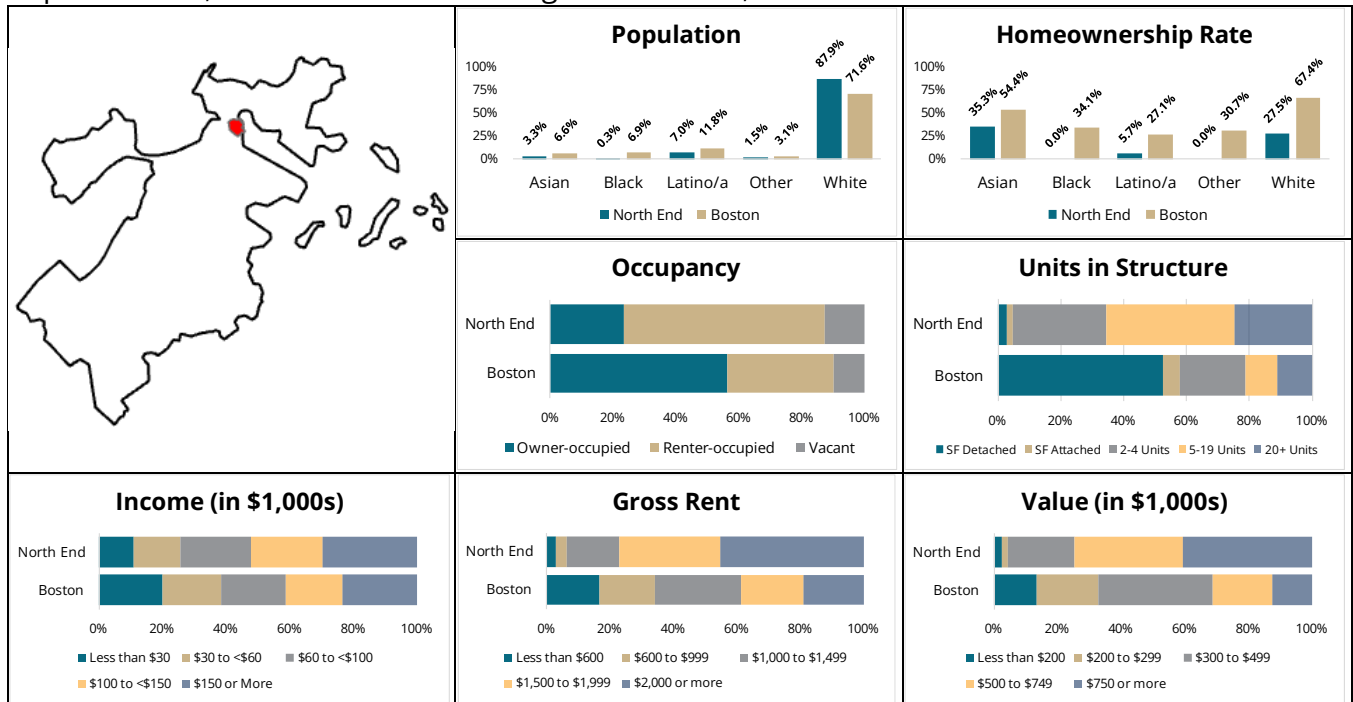 Population
100%
75%
50%
25%
0%
3.3% 6.6% 0.3% 6.9% 7.0% 11.8% 1.5% 3.1% 87.9% 71.6%
Asian Black Latino/a Other White
North End Boston
Homeownership Rate
100%
75%
50%
25%
0%
35.3% 54.4% 0.0% 34.1% 5.7% 27.1% 0.0% 30.7% 27.5% 67.4%
Asian Black Latino/a Other White
North End Boston
Occupancy
North End
Boston
0% 20% 40% 60% 80% 100%
Owner-occupied Renter-occupied Vacant
Units in Structure
North End
Boston
0% 20% 40% 60% 80% 100%
SF Detached SF Attached 2-4 Units 5-19 Units 20+ Units
Income (in $1,000s)
North End
Boston
0% 20% 40% 60% 80% 100%
Less than $30 $30 to <$60 $60 to <$100
$100 to <$150 $150 or More
Gross Rent
North End
Boston
0% 20% 40% 60% 80% 100%
Less than $600 $600 to $999 $1,000 to $1,499
$1,500 to $1,999 $2,000 or more
Value (in $1,000s)
North End
Boston
0% 20% 40% 60% 80% 100%
Less than $200 $200 to $299 $300 to $499
$500 to $749 $750 or more